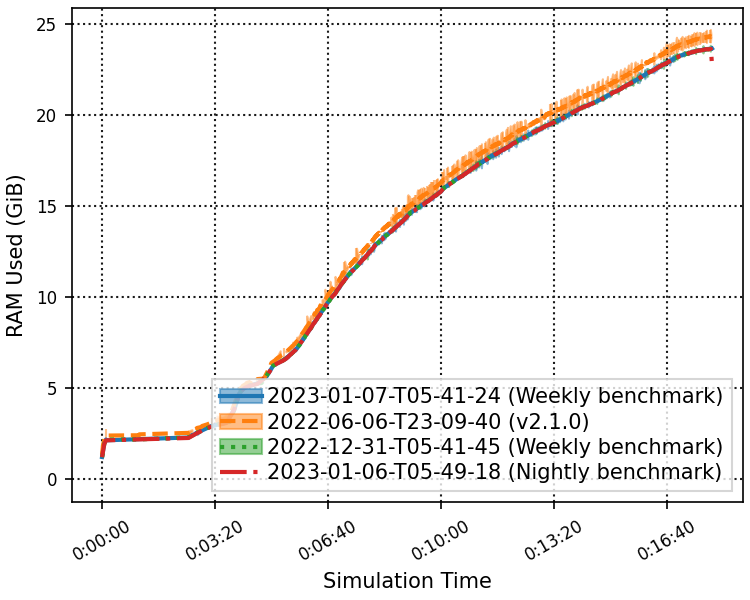 25
20
15
10
5
0
RAM Used (GiB)
2023-01-07-T05-41-24 (Weekly benchmark)
2022-06-06-T23-09-40 (v2.1.0)
2022-12-31-T05-41-45 (Weekly benchmark)
2023-01-06-T05-49-18 (Nightly benchmark)
0:00:00
0:03:20
0:06:40
0:10:00
0:13:20
0:16:40
Simulation Time